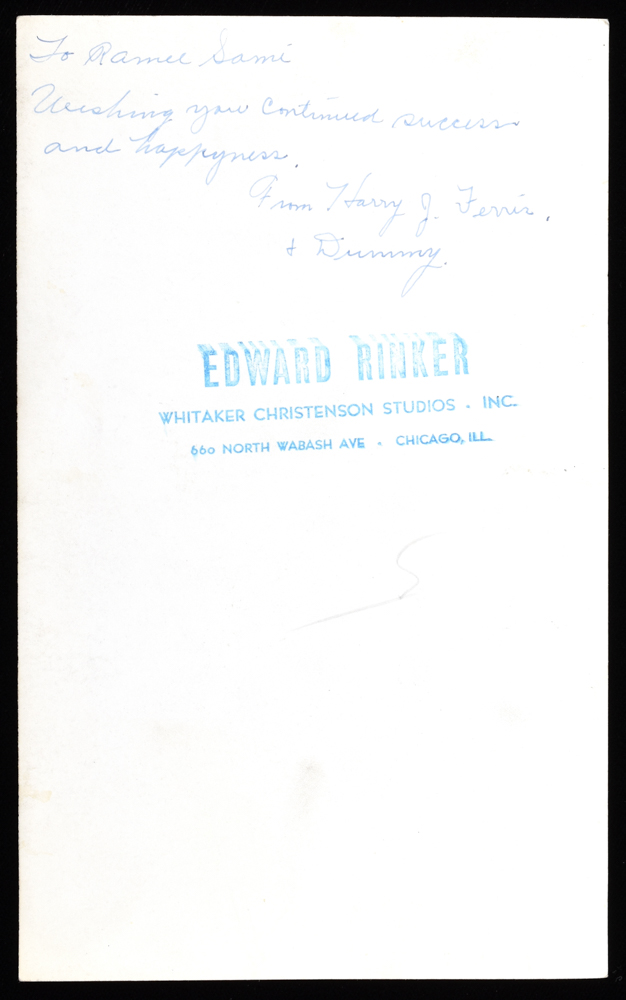 To Ramee Sami
Wishing you Continued success
and happyness.
From Harry J. Ferris.
& Dummy.
EDWARD RINKER
WHITAKER CHRISTENSON STUDIOS · INC.
660 NORTH WABASH AVE · CHICAGO, ILL.